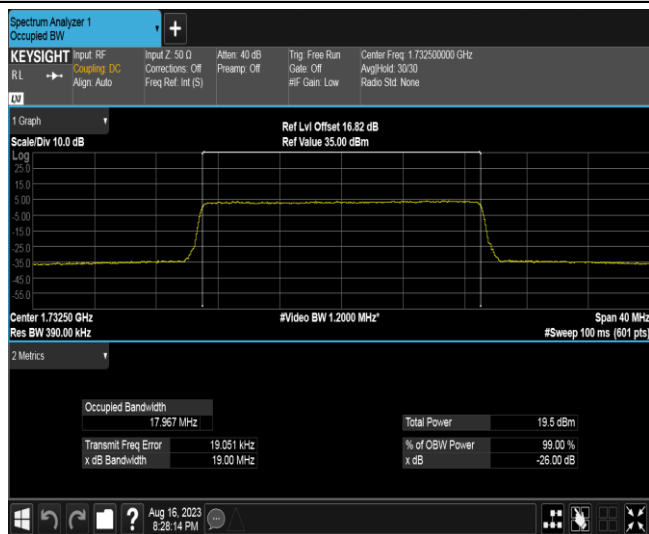 Spectrum Analyzer 1
Occupied BW
+
KEYSIGHT
RL
LXI
Input: RF
Coupling: DC
Align: Auto
Input Z: 50 Ω
Corrections: Off
Freq Ref: Int (S)
Atten: 40 dB
Preamp: Off
Trig: Free Run
Gate: Off
#IF Gain: Low
Center Freq: 1.732500000 GHz
Avg|Hold: 30/30
Radio Std: None
1 Graph
Scale/Div 10.0 dB
Ref Lvl Offset 16.82 dB
Ref Value 35.00 dBm
Log
25.0
15.0
5.00
-5.00
-15.0
-25.0
-35.0
-45.0
-55.0
Center 1.73250 GHz
#Video BW 1.2000 MHz*
Span 40 MHz
Res BW 390.00 kHz
#Sweep 100 ms (601 pts)
2 Metrics
Occupied Bandwidth
17.967 MHz
Transmit Freq Error 19.051 kHz
x dB Bandwidth 19.00 MHz
Total Power 19.5 dBm
% of OBW Power 99.00 %
x dB -26.00 dB
?
Aug 16, 2023
8:28:14 PM